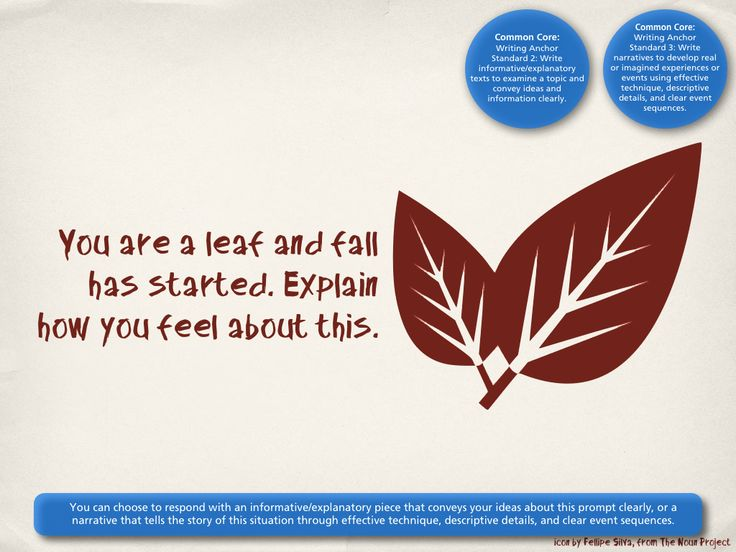 Common Core:
Writing Anchor
Standard 2: Write
informative/explanatory
texts to examine a topic and
convey ideas and
information clearly.
Common Core:
Writing Anchor
Standard 3: Write
narratives to develop real
or imagined experiences or
events using effective
technique, descriptive
details, and clear event
sequences.
You are a leaf and fall
has started. Explain
how you feel about this.
You can choose to respond with an informative/explanatory piece that conveys your ideas about this prompt clearly, or a
narrative that tells the story of this situation through effective technique, descriptive details, and clear event sequences.
icon by Fellipe Silva, from The Noun Project